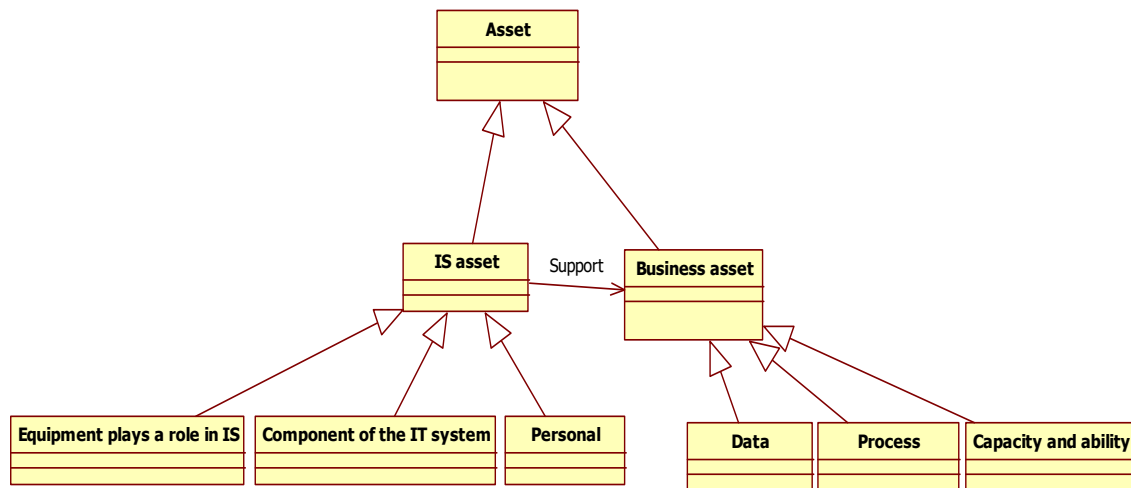 Asset
IS asset
Support
Business asset
Equipment plays a role in IS
Component of the IT system
Personal
Data
Process
Capacity and ability